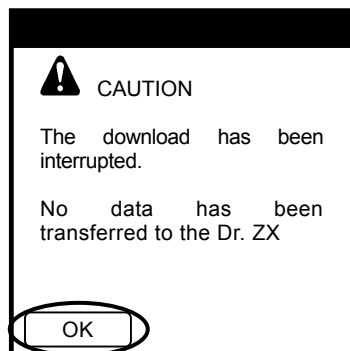 CAUTION
The download has been
interrupted.
No data has been
transferred to the Dr. ZX
OK